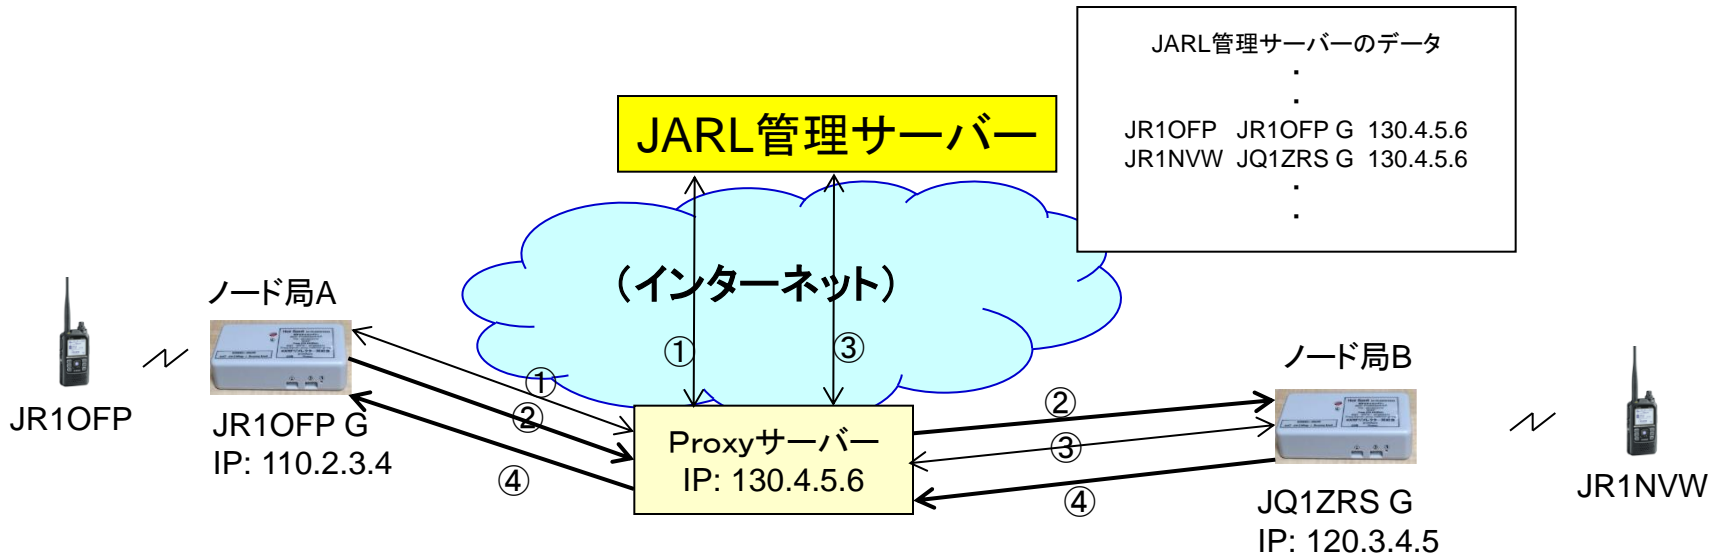 JARL管理サーバーのデータ
・
・
JR1OFP JR1OFP G 130.4.5.6
JR1NVW JQ1ZRS G 130.4.5.6
・
・
JARL管理サーバー
（インターネット）
①
③
ノード局A
JR1OFP
JR1OFP G
IP: 110.2.3.4
①
②
④
Proxyサーバー
IP: 130.4.5.6
②
③
④
ノード局B
JQ1ZRS G
IP: 120.3.4.5
JR1NVW